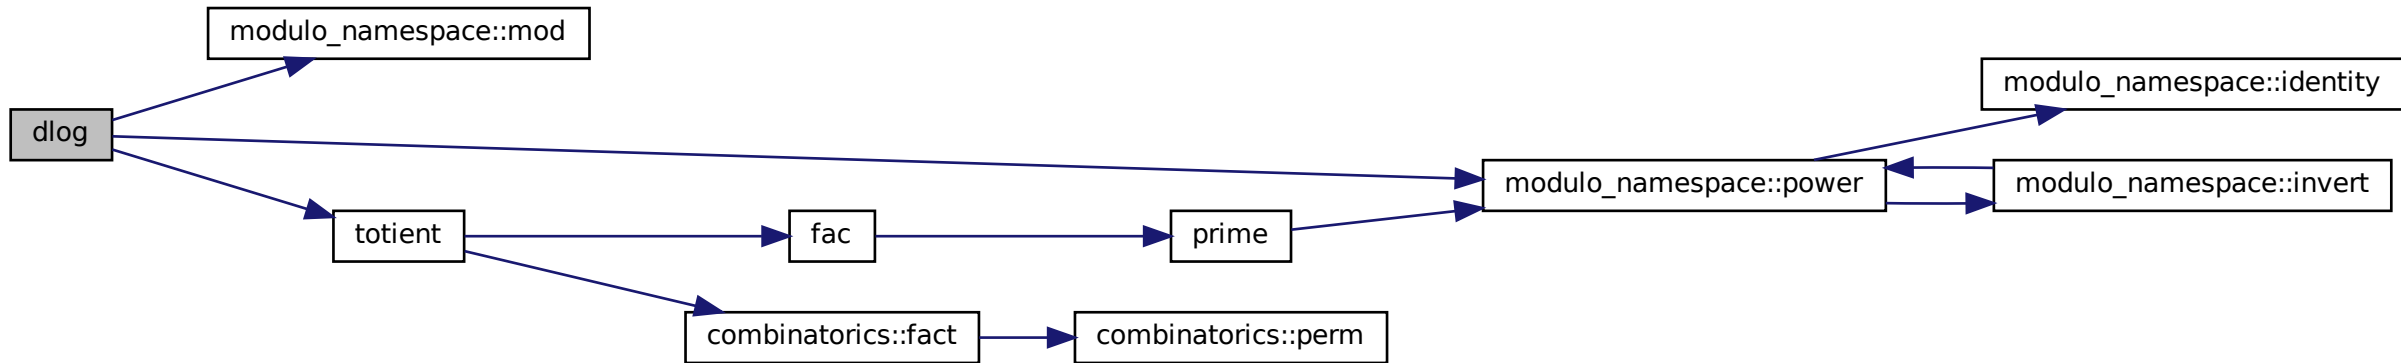 modulo_namespace::mod
modulo_namespace::identity
dlog
modulo_namespace::power
modulo_namespace::invert
totient
fac
prime
combinatorics::fact
combinatorics::perm